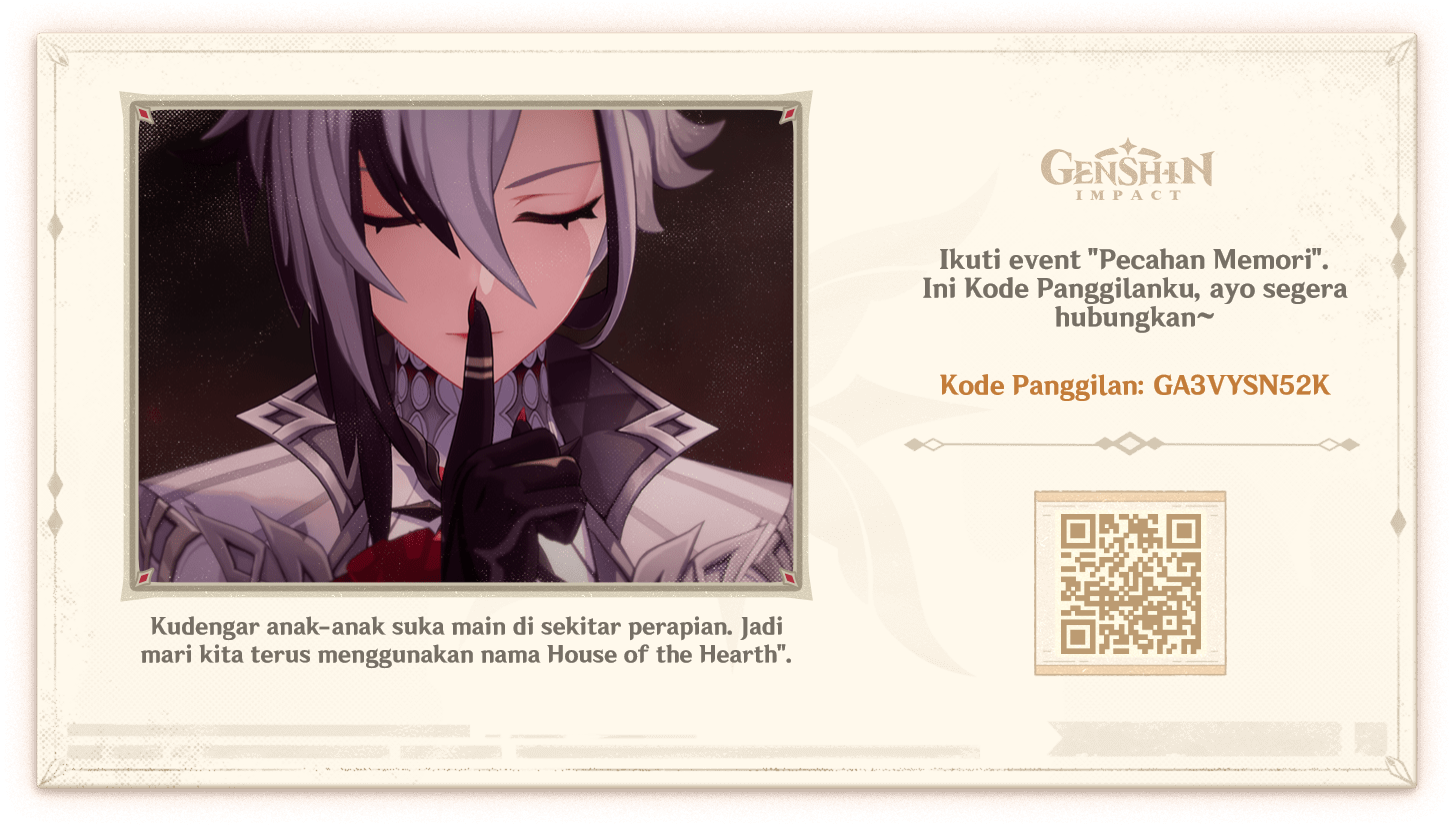 Kudengar anak-anak suka main di sekitar perapian. Jadi
mari kita terus menggunakan nama House of the Hearth".
GENSHIN
IMPACT
Ikuti event "Pecahan Memori".
Ini Kode Panggilanku, ayo segera
hubungkan~
Kode Panggilan: GA3VYSN52K